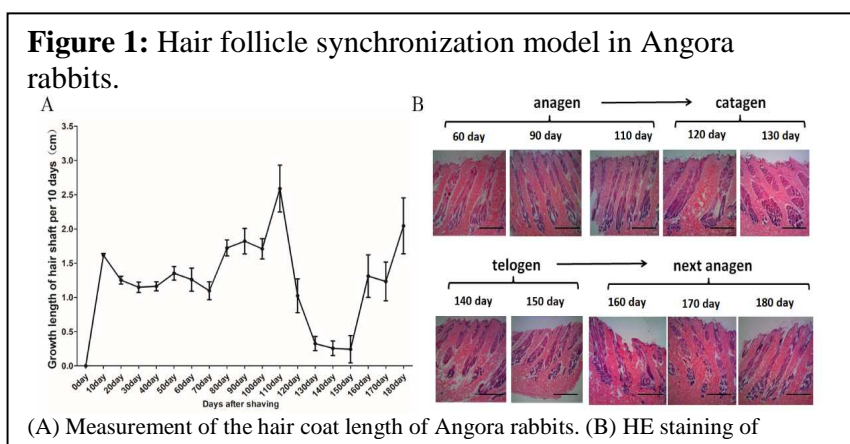 Figure 1: Hair follicle synchronization model in Angora
rabbits.
A
Growth length of hair shaft per 10 days (cm)
3.5
3.0
2.5
2.0
1.5
1.0
0.5
0.0
0day
10day
20day
30day
40day
50day
60day
70day
80day
90day
100day
110day
120day
130day
140day
150day
160day
170day
180day
Days after shaving
B
anagen catagen
60 day 90 day 110 day 120 day 130 day
telogen next anagen
140 day 150 day 160 day 170 day 180 day
(A) Measurement of the hair coat length of Angora rabbits. (B) HE staining of